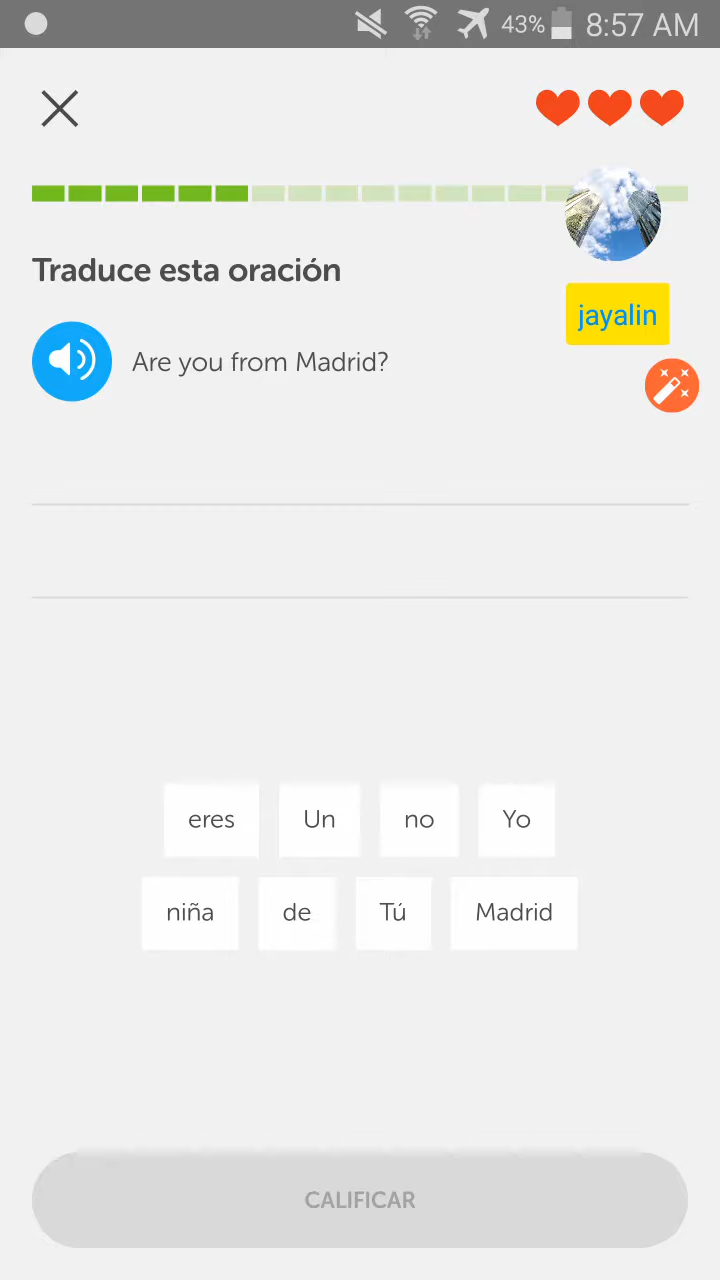 43% 8:57 AM
Traduce esta oración
jayalin
Are you from Madrid?
eres Un no Yo
niña de Tú Madrid
CALIFICAR